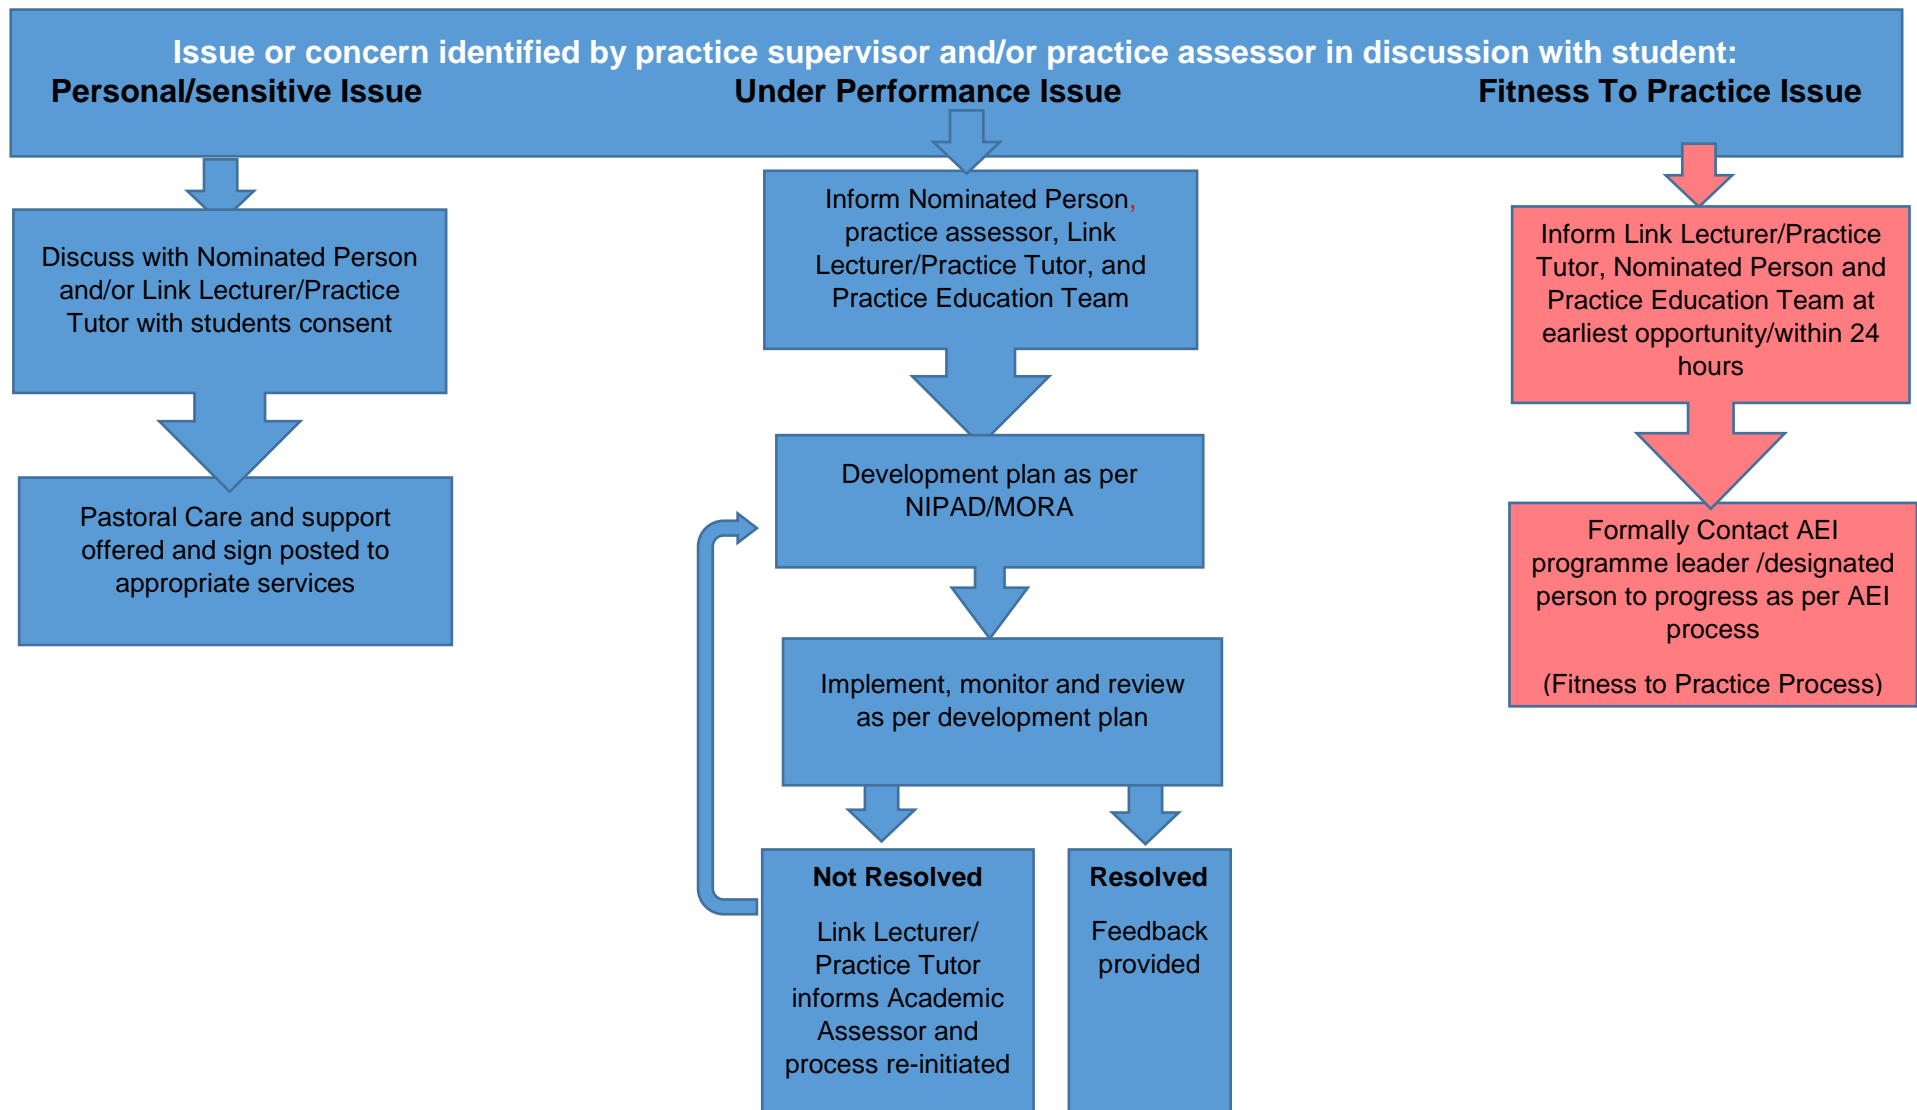 Issue or concern identified by practice supervisor and/or practice assessor in discussion with student:
Personal/sensitive Issue
Under Performance Issue
Fitness To Practice Issue
Discuss with Nominated Person
and/or Link Lecturer/Practice
Tutor with students consent
Pastoral Care and support
offered and sign posted to
appropriate services
Inform Nominated Person,
practice assessor, Link
Lecturer/Practice Tutor, and
Practice Education Team
Development plan as per
NIPAD/MORA
Implement, monitor and review
as per development plan
Not Resolved
Link Lecturer/
Practice Tutor
informs Academic
Assessor and
process re-initiated
Resolved
Feedback
provided
Inform Link Lecturer/Practice
Tutor, Nominated Person and
Practice Education Team at
earliest opportunity/within 24
hours
Formally Contact AEI
programme leader /designated
person to progress as per AEI
process
(Fitness to Practice Process)